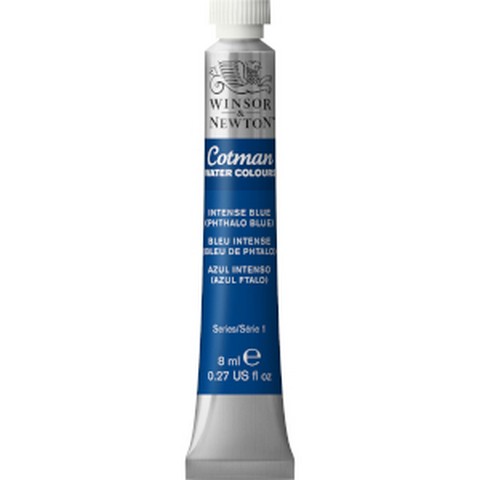 WINSOR
&
NEWTON™
Cotman
WATER COLOURS
INTENSE BLUE
(PHTHALO BLUE)
BLEU INTENSE
(BLEU DE PHTALO)
AZUL INTENSO
(AZUL FTALO)
Series/Série 1
8 ml e
0.27 US fl oz